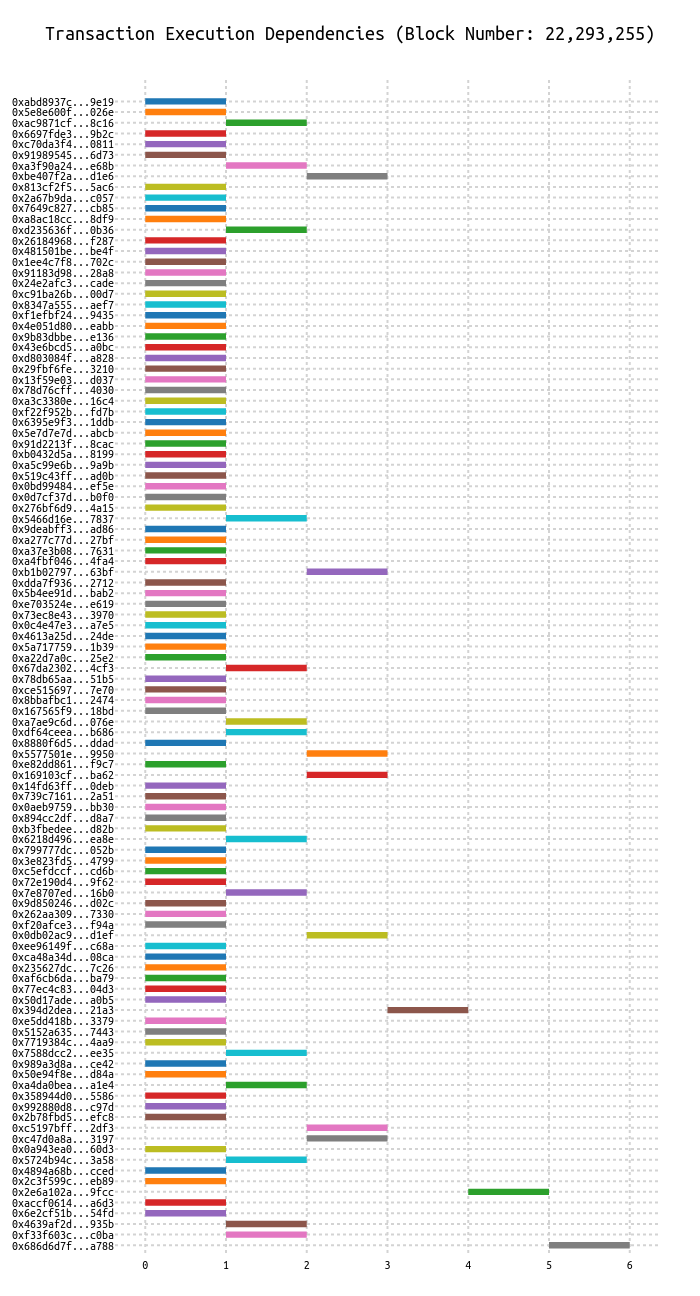 Transaction Execution Dependencies (Block Number: 22,293,255)
0xabd8937c...9e19
0x5e8e600f...026e
0xac9871cf...8c16
0x6697fde3...9b2c
0xc70da3f4...0811
0x91989545...6d73
0xa3f90a24...e68b
0xbe407f2a...d1e6
0x813cf2f5...5ac6
0x2a67b9da...c057
0x7649c827...cb85
0xa8ac18cc...8df9
0xd235636f...0b36
0x26184968...f287
0x481501be...be4f
0x1ee4c7f8...702c
0x91183d98...28a8
0x24e2afc3...cade
0xc91ba26b...00d7
0x8347a555...aef7
0xf1efbf24...9435
0x4e051d80...eabb
0x9b83dbbe...e136
0x43e6bcd5...a0bc
0xd803084f...a828
0x29fbf6fe...3210
0x13f59e03...d037
0x78d76cff...4030
0xa3c3380e...16c4
0xf22f952b...fd7b
0x6395e9f3...1ddb
0x5e7d7e7d...abcb
0x91d2213f...8cac
0xb0432d5a...8199
0xa5c99e6b...9a9b
0x519c43ff...ad0b
0x0bd99484...ef5e
0x0d7cf37d...b0f0
0x276bf6d9...4a15
0x5466d16e...7837
0x9deabff3...ad86
0xa277c77d...27bf
0xa37e3b08...7631
0xa4fbf046...4fa4
0xb1b02797...63bf
0xdda7f936...2712
0x5b4ee91d...bab2
0xe703524e...e619
0x73ec8e43...3970
0x0c4e47e3...a7e5
0x4613a25d...24de
0x5a717759...1b39
0xa22d7a0c...25e2
0x67da2302...4cf3
0x78db65aa...51b5
0xce515697...7e70
0x8bbafbc1...2474
0x167565f9...18bd
0xa7ae9c6d...076e
0xdf64ceea...b686
0x8880f6d5...ddad
0x5577501e...9950
0xe82dd861...f9c7
0x169103cf...ba62
0x14fd63ff...0deb
0x739c7161...2a51
0x0aeb9759...bb30
0x894cc2df...d8a7
0xb3fbedee...d82b
0x6218d496...ea8e
0x799777dc...052b
0x3e823fd5...4799
0xc5efdccf...cd6b
0x72e190d4...9f62
0x7e8707ed...16b0
0x9d850246...d02c
0x262aa309...7330
0xf20afce3...f94a
0x0db02ac9...d1ef
0xee96149f...c68a
0xca48a34d...08ca
0x235627dc...7c26
0xaf6cb6da...ba79
0x77ec4c83...04d3
0x50d17ade...a0b5
0x394d2dea...21a3
0xe5dd418b...3379
0x5152a635...7443
0x7719384c...4aa9
0x7588dcc2...ee35
0x989a3d8a...ce42
0x50e94f8e...d84a
0xa4da0bea...a1e4
0x358944d0...5586
0x992880d8...c97d
0x2b78fbd5...efc8
0xc5197bff...2df3
0xc47d0a8a...3197
0x0a943ea0...60d3
0x5724b94c...3a58
0x4894a68b...cced
0x2c3f599c...eb89
0x2e6a102a...9fcc
0xaccf0614...a6d3
0x6e2cf51b...54fd
0x4639af2d...935b
0xf33f603c...c0ba
0x686d6d7f...a788
0 1 2 3 4 5 6